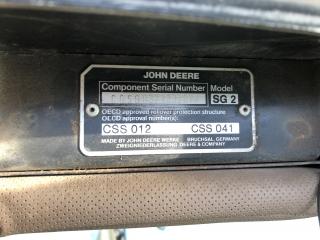 JOHN DEERE
Component Serial Number Model
SG 2
OECD approved rollover protection structure
OECD approval number(s):
CSS 012 CSS 041
MADE BY JOHN DEERE WERKE BRUCHSAL, GERMANY
ZWEIGNIEDERLASSUNG DEERE & COMPANY